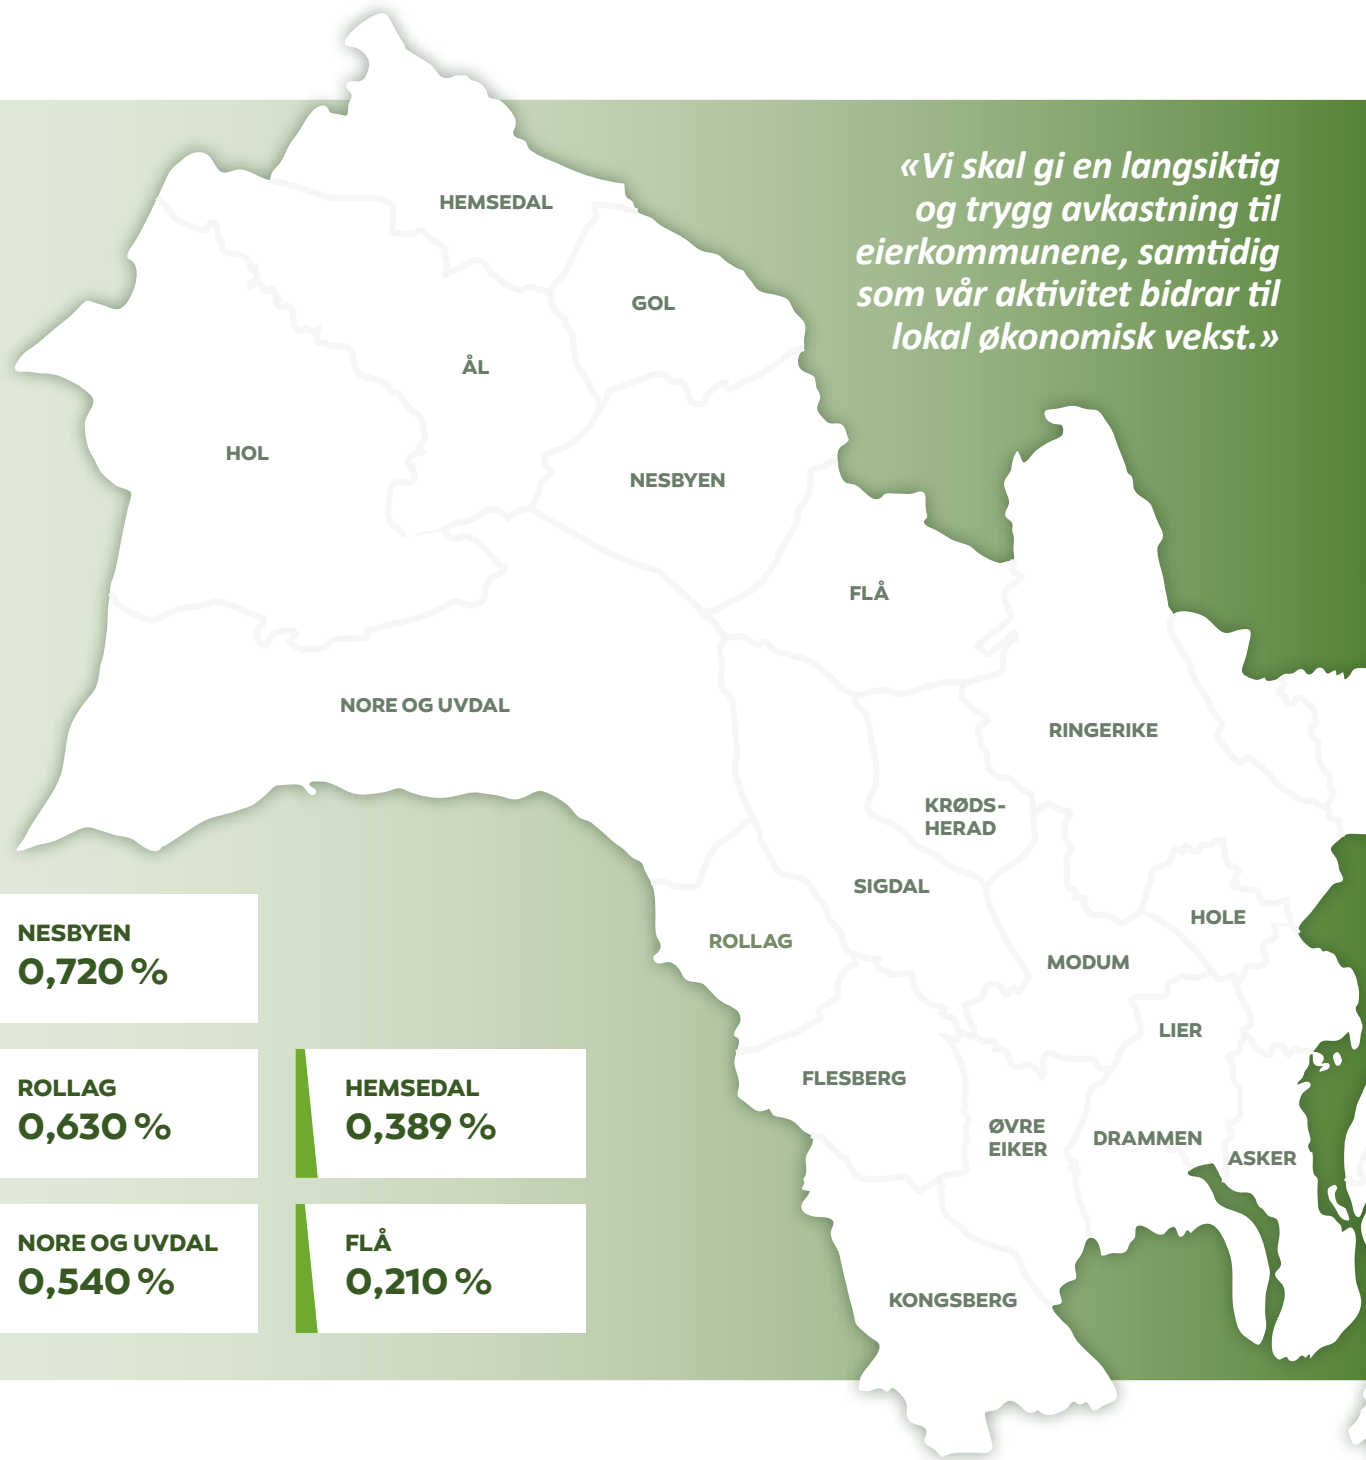 «Vi skal gi en langsiktig
og trygg avkastning til
eierkommunene, samtidig
som vår aktivitet bidrar til
lokal økonomisk vekst.»
HEMSEDAL
GOL
ÅL
HOL
NESBYEN
FLÅ
NORE OG UVDAL
RINGERIKE
KRØDS-
HERAD
SIGDAL
HOLE
ROLLAG
MODUM
LIER
FLESBERG
ØVRE
EIKER
DRAMMEN
ASKER
KONGSBERG
NESBYEN
0,720 %
ROLLAG
0,630 %
HEMSEDAL
0,389 %
NORE OG UVDAL
0,540 %
FLÅ
0,210 %